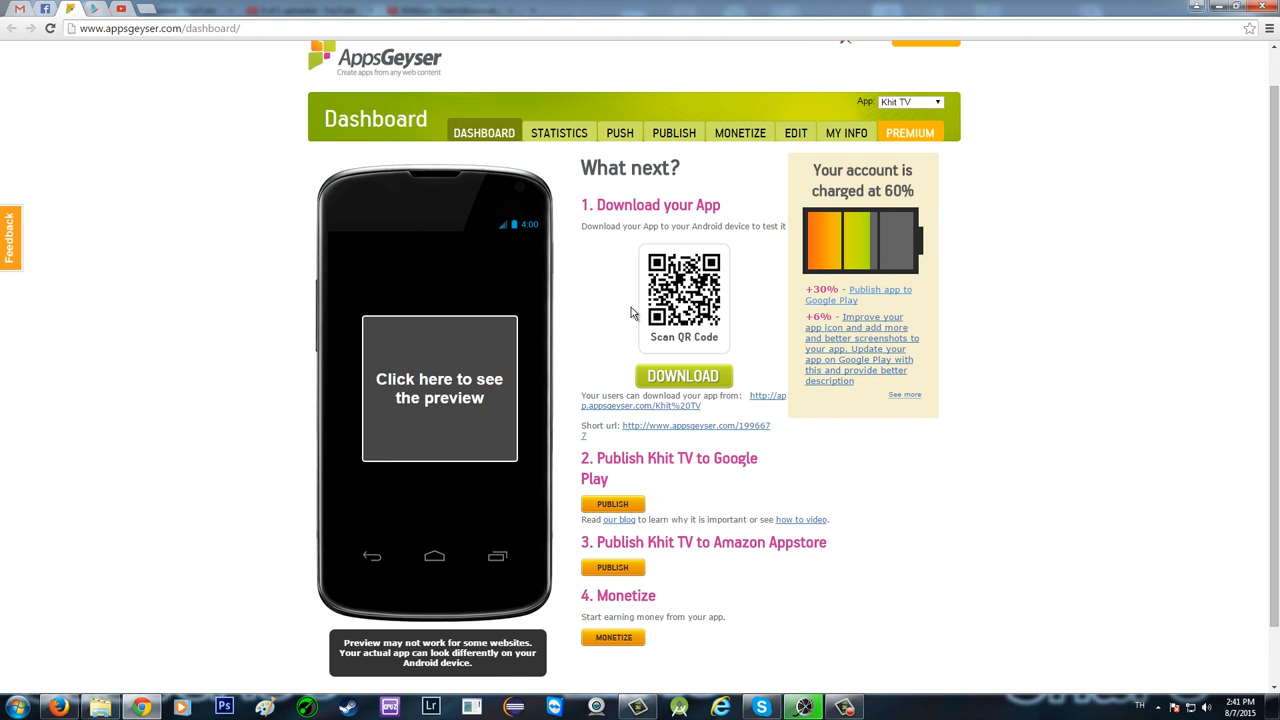 www.appsgeyser.com/dashboard/
AppsGeyser
Create apps from any web content
App: Khit TV
Dashboard
DASHBOARD STATISTICS PUSH PUBLISH MONETIZE EDIT MY INFO PREMIUM
Feedback
4:00
Click here to see
the preview
Preview may not work for some websites.
Your actual app can look differently on your
Android device.
What next?
1. Download your App
Download your App to your Android device to test it
Scan QR Code
DOWNLOAD
Your users can download your app from: http://ap
p.appsgeyser.com/Khit%20TV
Short url: http://www.appsgeyser.com/199667
7
2. Publish Khit TV to Google
Play
PUBLISH
Read our blog to learn why it is important or see how to video.
3. Publish Khit TV to Amazon Appstore
PUBLISH
4. Monetize
Start earning money from your app.
MONETIZE
Your account is
charged at 60%
+30% - Publish app to
Google Play
+6% - Improve your
app icon and add more
and better screenshots to
your app. Update your
app on Google Play with
this and provide better
description
See more
Ps
CPUZ
Lr
TH
2:41 PM
8/7/2015